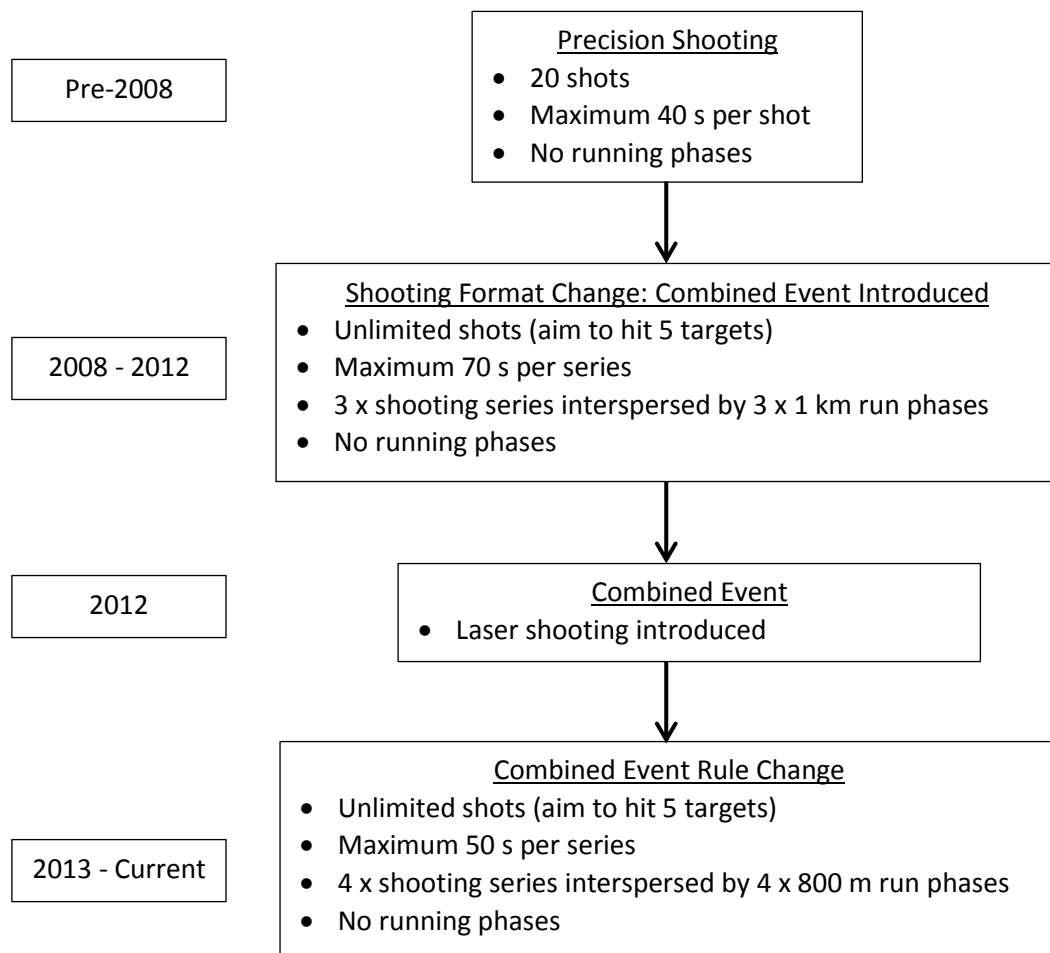 Pre-2008
Precision Shooting
• 20 shots
• Maximum 40 s per shot
• No running phases
2008 - 2012
Shooting Format Change: Combined Event Introduced
• Unlimited shots (aim to hit 5 targets)
• Maximum 70 s per series
• 3 x shooting series interspersed by 3 x 1 km run phases
• No running phases
2012
Combined Event
• Laser shooting introduced
2013 - Current
Combined Event Rule Change
• Unlimited shots (aim to hit 5 targets)
• Maximum 50 s per series
• 4 x shooting series interspersed by 4 x 800 m run phases
• No running phases